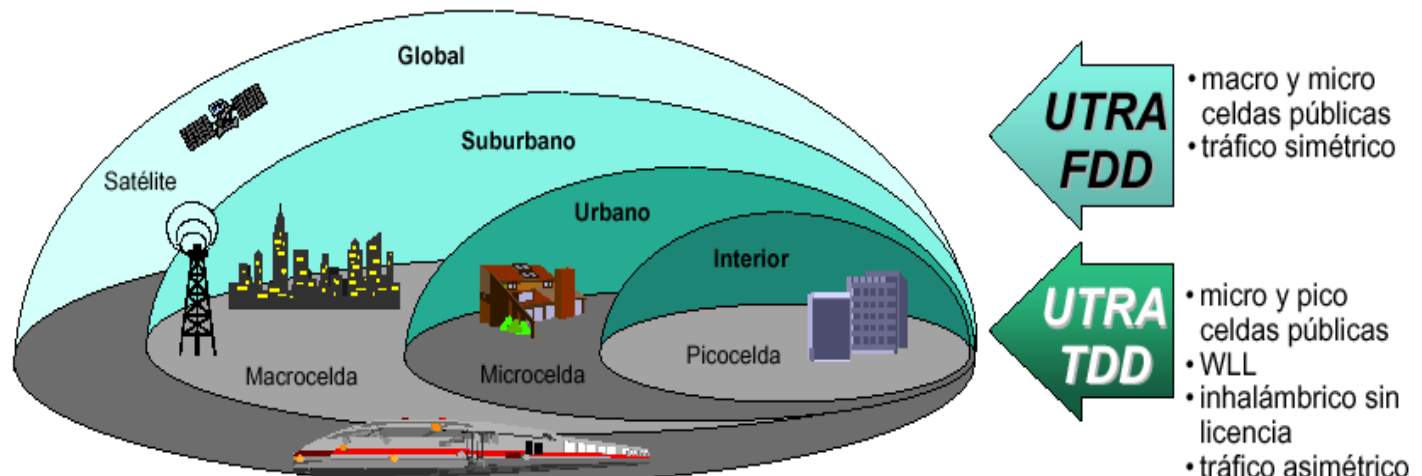 Global
Suburbano
Satélite
Urbano
Interior
Macrocelda
Microcelda
Picocelda
UTRA
FDD
• macro y micro
celdas públicas
• tráfico simétrico
UTRA
TDD
• micro y pico
celdas públicas
• WLL
• inhalámbrico sin
licencia
• tráfico asimétrico